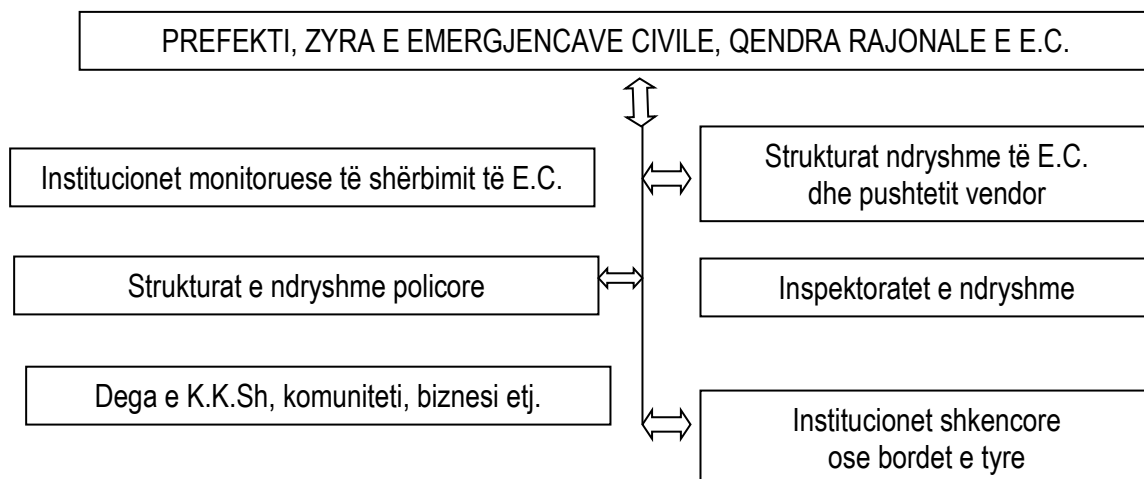 PREFEKTI, ZYRA E EMERGJENCAVE CIVILE, QENDRA RAJONALE E E.C.
Institucionet monitoruese të shërbimit të E.C.
Strukturat ndryshme të E.C.
dhe pushtetit vendor
Strukturat e ndryshme policore
Inspektoratet e ndryshme
Dega e K.K.Sh, komuniteti, biznesi etj.
Institucionet shkencore
ose bordet e tyre